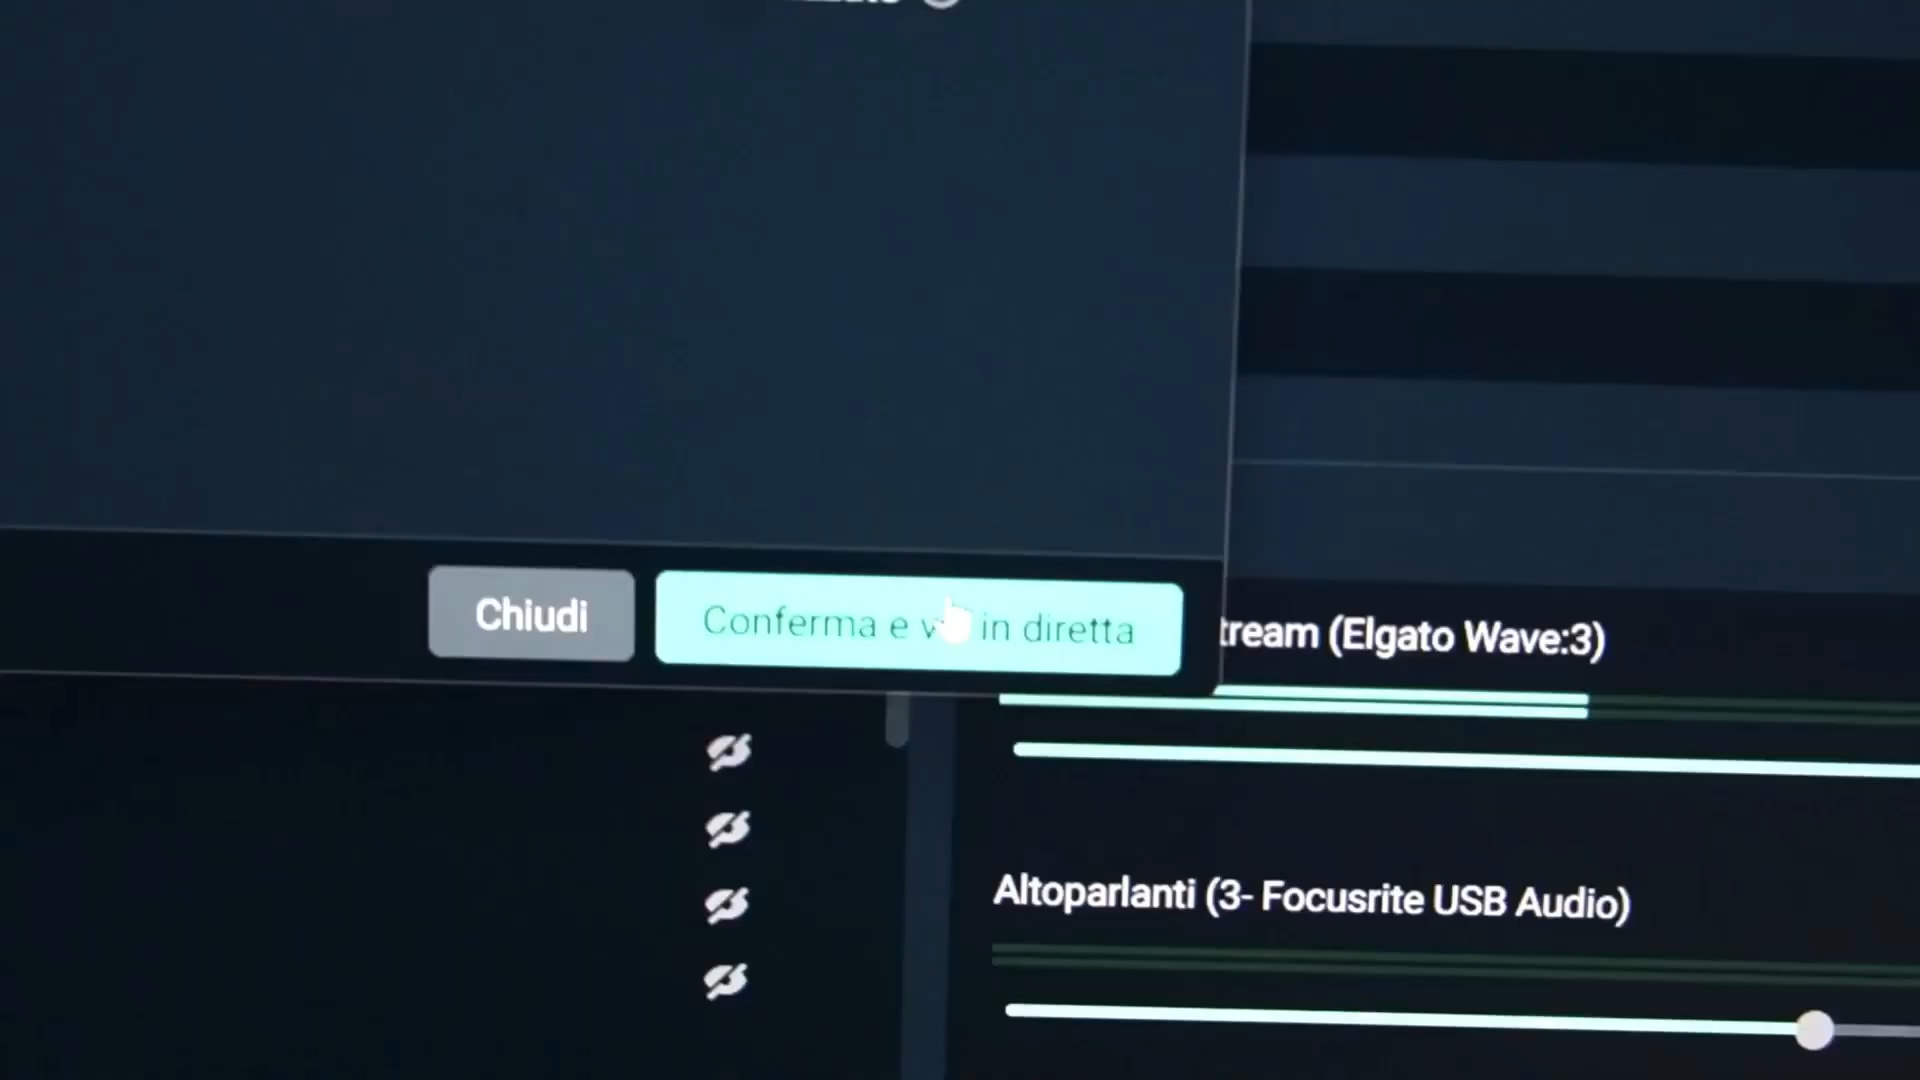 Chiudi
Conferma e in diretta
tream (Elgato Wave:3)
Altoparlanti (3- Focusrite USB Audio)